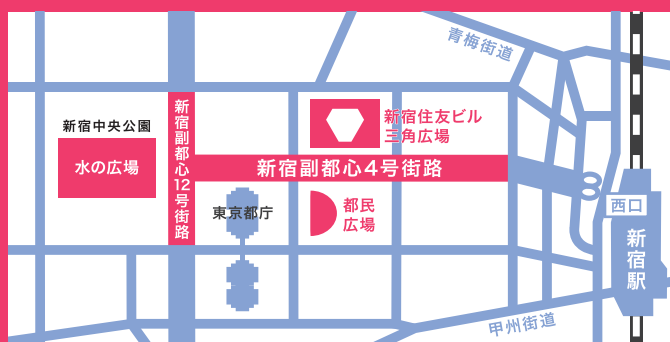 青梅街道
新宿中央公園
水の広場
新宿副都心12号街路
新宿住友ビル
三角広場
新宿副都心4号街路
東京都庁
都民
広場
西口
新宿駅
甲州街道